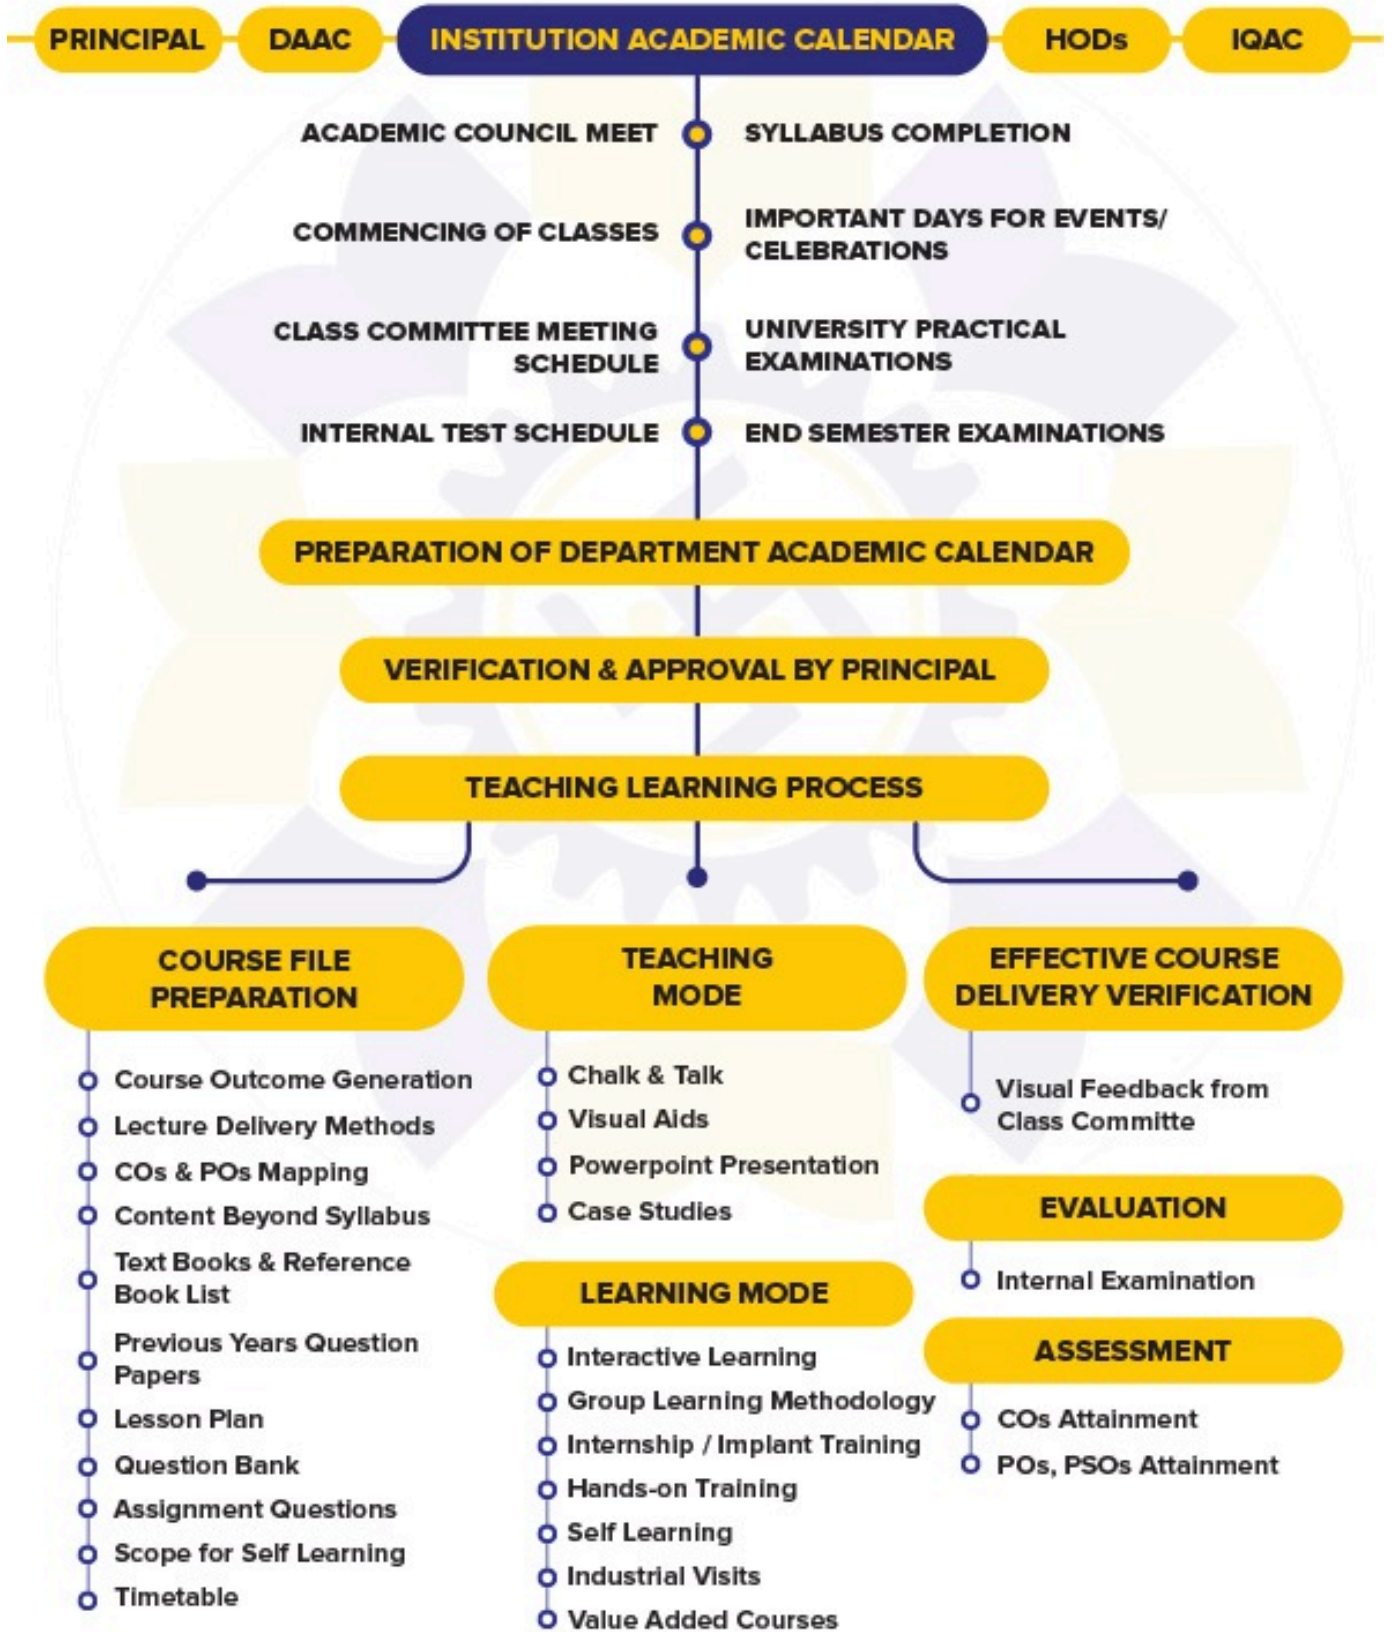 PRINCIPAL
DAAC
INSTITUTION ACADEMIC CALENDAR
HODs
IQAC
ACADEMIC COUNCIL MEET
SYLLABUS COMPLETION
COMMENCING OF CLASSES
IMPORTANT DAYS FOR EVENTS/
CELEBRATIONS
CLASS COMMITTEE MEETING
SCHEDULE
UNIVERSITY PRACTICAL
EXAMINATIONS
INTERNAL TEST SCHEDULE
END SEMESTER EXAMINATIONS
PREPARATION OF DEPARTMENT ACADEMIC CALENDAR
VERIFICATION & APPROVAL BY PRINCIPAL
TEACHING LEARNING PROCESS
COURSE FILE
PREPARATION
Course Outcome Generation
Lecture Delivery Methods
COs & POs Mapping
Content Beyond Syllabus
Text Books & Reference
Book List
Previous Years Question
Papers
Lesson Plan
Question Bank
Assignment Questions
Scope for Self Learning
Timetable
TEACHING
MODE
Chalk & Talk
Visual Aids
Powerpoint Presentation
Case Studies
LEARNING MODE
Interactive Learning
Group Learning Methodology
Internship / Implant Training
Hands-on Training
Self Learning
Industrial Visits
Value Added Courses
EFFECTIVE COURSE
DELIVERY VERIFICATION
Visual Feedback from
Class Committe
EVALUATION
Internal Examination
ASSESSMENT
COs Attainment
POs, PSOs Attainment